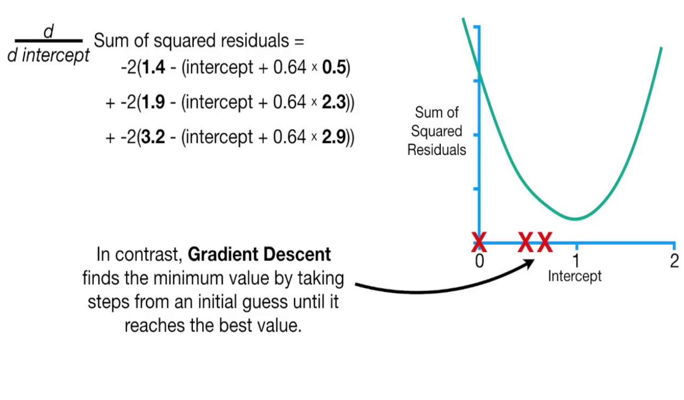 d
d intercept
Sum of squared residuals =
-2(1.4 - (intercept + 0.64 × 0.5)
+ -2(1.9 - (intercept + 0.64 × 2.3))
+ -2(3.2 - (intercept + 0.64 × 2.9))
Sum of
Squared
Residuals
X XX
0 1 2
Intercept
In contrast, Gradient Descent
finds the minimum value by taking
steps from an initial guess until it
reaches the best value.